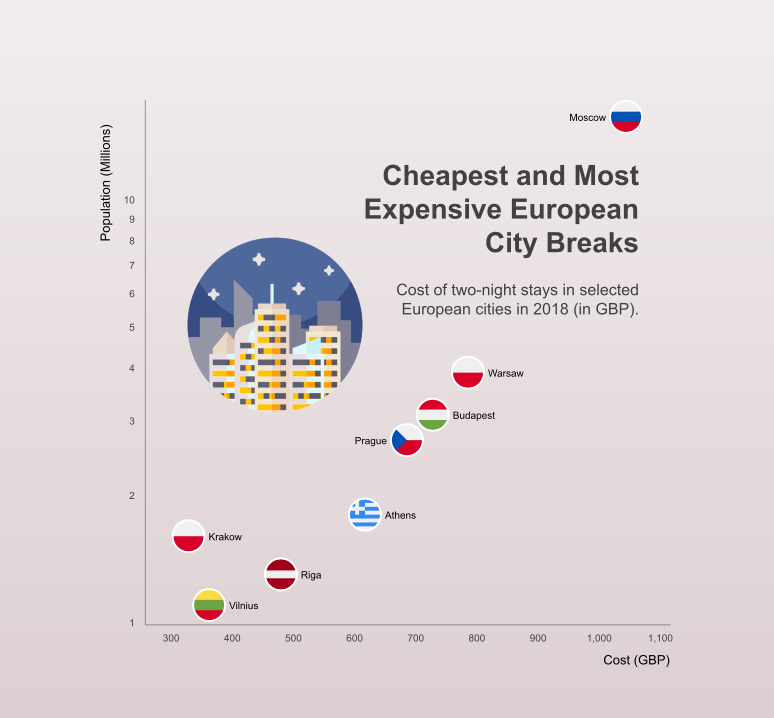 Population (Millions)
Moscow
Cheapest and Most
Expensive European
City Breaks
Cost of two-night stays in selected
European cities in 2018 (in GBP).
10
9
8
7
6
5
4
3
2
1
Warsaw
Budapest
Prague
Athens
Krakow
Riga
Vilnius
300 400 500 600 700 800 900 1,000 1,100
Cost (GBP)